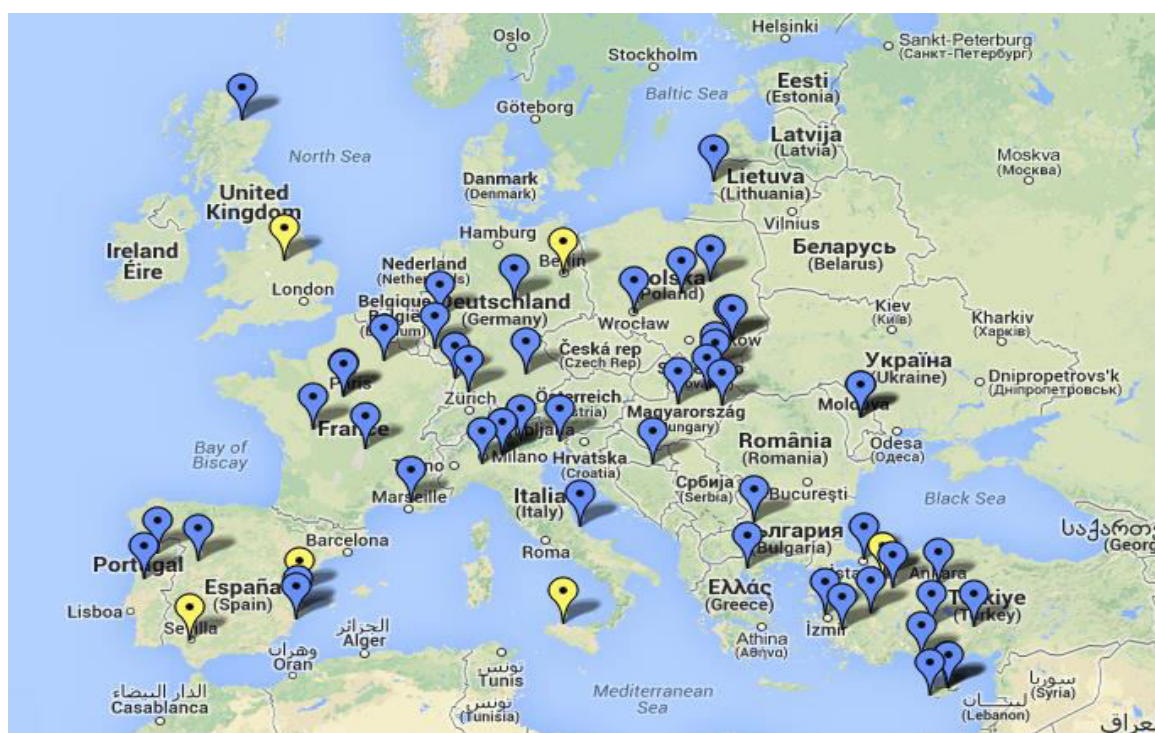 Oslo
Helsinki
Sankt-Peterburg
(Санкт-Петербург)
Stockholm
Eesti
(Estonia)
Baltic Sea
Göteborg
Latvija
(Latvia)
North Sea
Moskva
(Москва)
Danmark
(Denmark)
Lietuva
(Lithuania)
United
Kingdom
Vilnius
Hamburg
Беларусь
(Belarus)
Ireland
Éire
Nederland
Berlin
London
Belgique
Deutschland
(Germany)
(Poland)
Kiev
(Київ)
Kharkiv
(Харків)
Wrocław
Česká rep
(Czech Rep)
Україна
(Ukraine)
Dnipropetrovs'k
(Дніпропетровськ)
Paris
Zürich
Österreich
Magyarország
Moldova
France
Odesa
(Одеса)
Bay of
Biscay
Milano
Hrvatska
(Croatia)
România
(Romania)
Marseille
Italia
(Italy)
Србија
(Serbia)
București
Black Sea
Roma
Barcelona
(Bulgaria)
Portugal
España
(Spain)
Ankara
Ελλάς
(Greece)
Lisboa
Sevilla
(Turkey)
İzmir
Athina
(Αθήνα)
الجزائر
Alger
وهران
Oran
تونس
Tunis
الدار البيضاء
Casablanca
تونس
(Tunisia)
Mediterranean
Sea
سوريا
(Syria)
لبنان
(Lebanon)